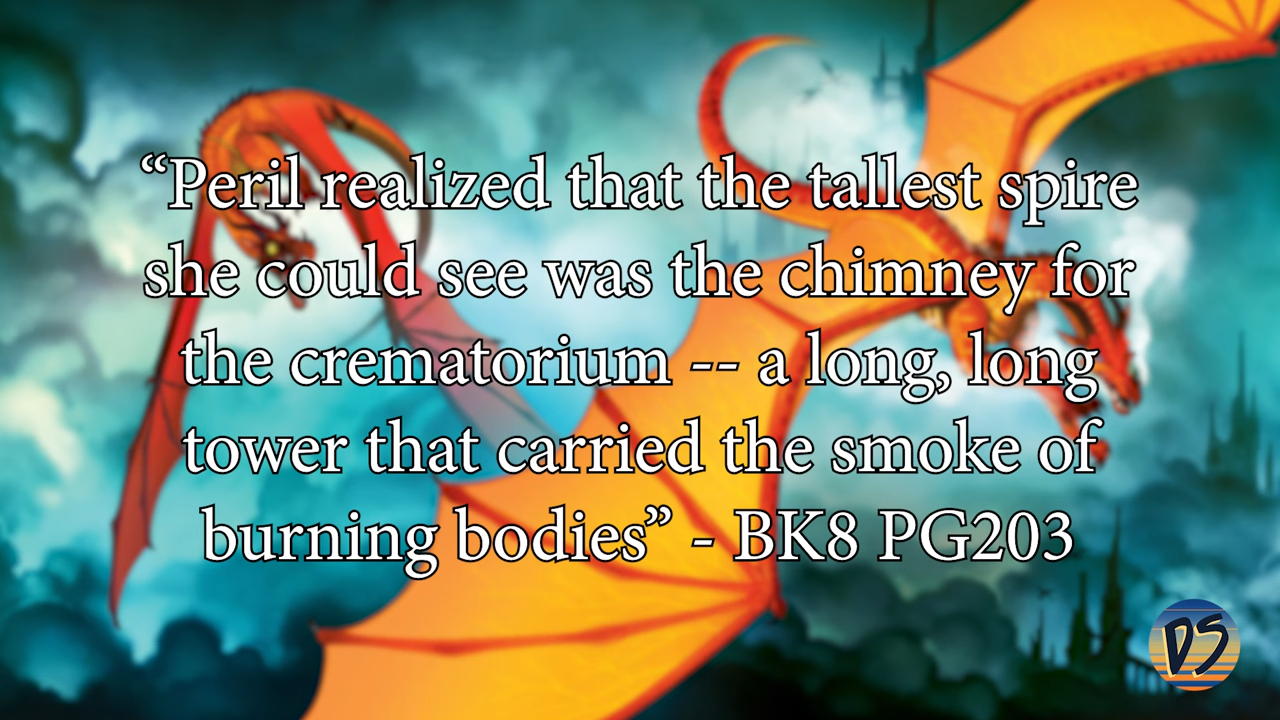 “Peril realized that the tallest spire
she could see was the chimney for
the crematorium -- a long, long
tower that carried the smoke of
burning bodies” - BK8 PG203
DS